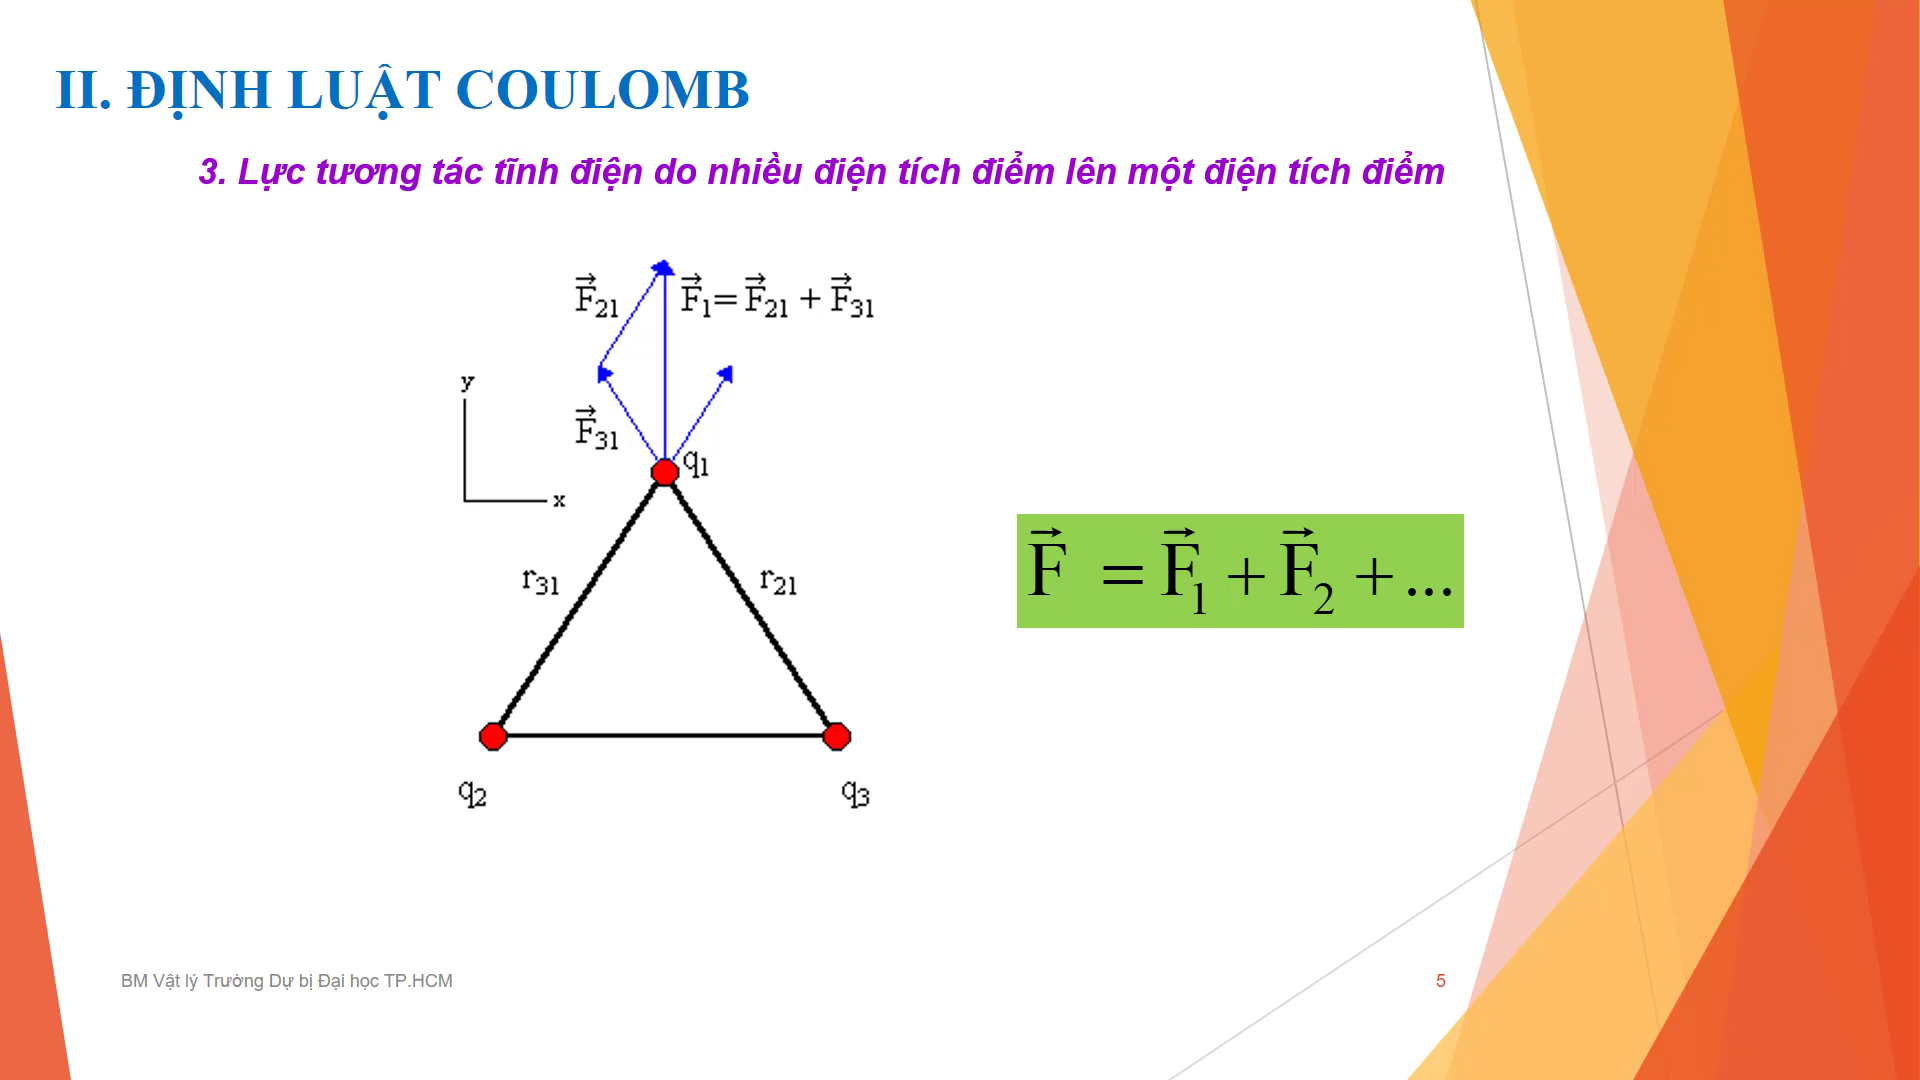 II. ĐỊNH LUẬT COULOMB
3. Lực tương tác tĩnh điện do nhiều điện tích điểm lên một điện tích điểm
F⃗21
F⃗1= F⃗21 + F⃗31
y
F⃗31
q1
x
r31
r21
F⃗ = F⃗1 + F⃗2 + ...
q2
q3
BM Vật lý Trường Dự bị Đại học TP.HCM
5